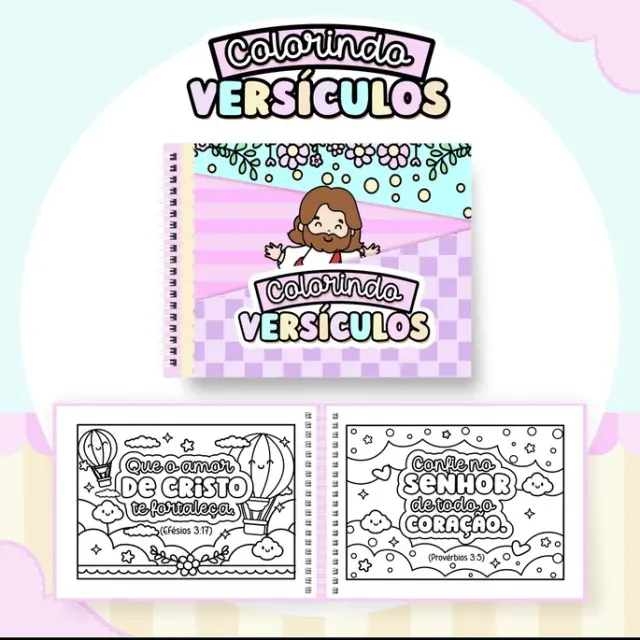 Colorindo
VERSÍCULOS
Colorindo
VERSÍCULOS
Que o amor
DE CRISTO
te fortaleça.
(Efésios 3:17)
Confie no
SENHOR
de todo o
CORAÇÃO.
(Provérbios 3:5)